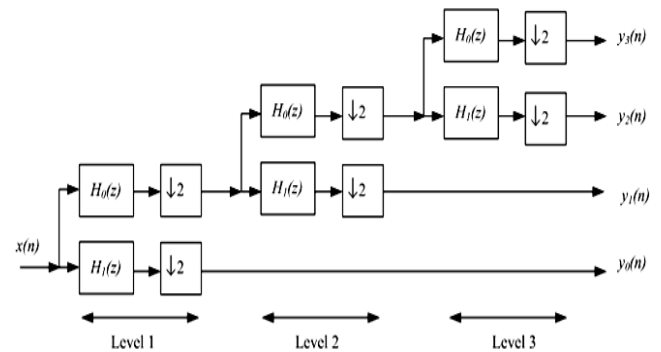 H₀(z) ↓2 y₃(n)
H₀(z) ↓2 H₁(z) ↓2 y₂(n)
H₀(z) ↓2 H₁(z) ↓2 y₁(n)
x(n)
H₁(z) ↓2 y₀(n)
Level 1 Level 2 Level 3